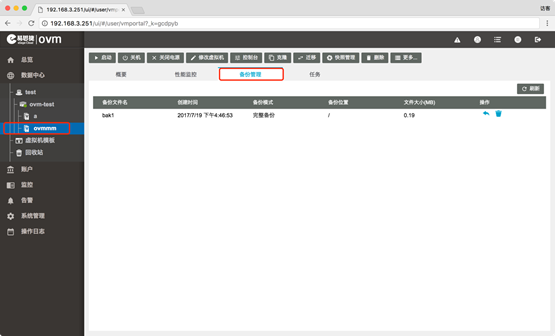 192.168.3.251/ui/#/user/vmp
访客
192.168.3.251/ui/#/user/vmportal?_k=gcdpyb
易思捷 ovm
总览
数据中心
test
ovm-test
a
ovmmm
虚拟机模板
回收站
账户
监控
告警
系统管理
操作日志
启动 关机 关闭电源 修改虚拟机 控制台 克隆 迁移 快照管理 删除 更多...
概要 性能监控 备份管理 任务
刷新
备份文件名 创建时间 备份模式 备份位置 文件大小(MB) 操作
bak1 2017/7/19 下午4:46:53 完整备份 / 0.19